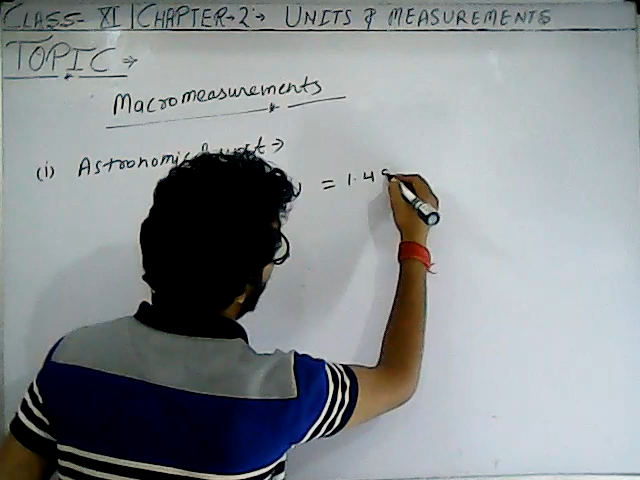 CLASS- XI | CHAPTER-2:→ UNITS & MEASUREMENTS
TOPIC →
Macromeasurements
(i) Astronomical unit →
= 1.49